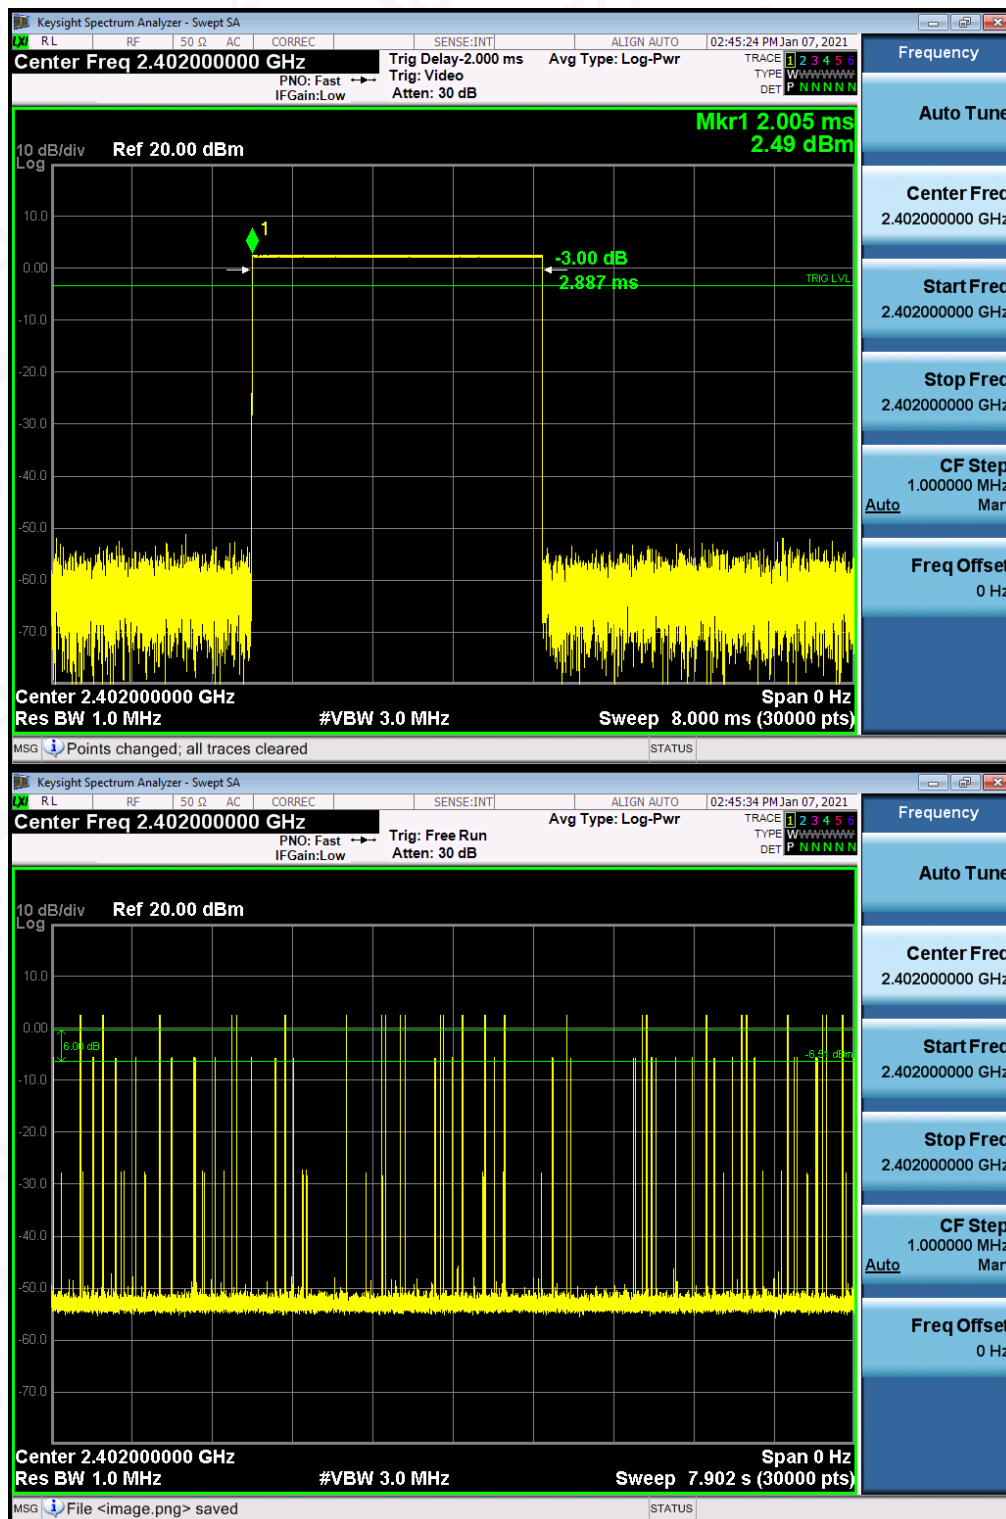 Keysight Spectrum Analyzer - Swept SA
LXI RL RF 50 Ω AC CORREC SENSE:INT ALIGN AUTO 02:45:24 PM Jan 07, 2021
Center Freq 2.402000000 GHz
PNO: Fast
IFGain:Low
Trig Delay-2.000 ms
Trig: Video
Atten: 30 dB
Avg Type: Log-Pwr
TRACE 1 2 3 4 5 6
TYPE WWWWWWW
DET P N N N N N
Mkr1 2.005 ms
2.49 dBm
10 dB/div Ref 20.00 dBm
Log
10.0
0.00
-10.0
-20.0
-30.0
-40.0
-50.0
-60.0
-70.0
1
-3.00 dB
2.887 ms
TRIG LVL
Center 2.402000000 GHz Span 0 Hz
Res BW 1.0 MHz #VBW 3.0 MHz Sweep 8.000 ms (30000 pts)
MSG Points changed; all traces cleared STATUS
Frequency
Auto Tune
Center Freq
2.402000000 GHz
Start Freq
2.402000000 GHz
Stop Freq
2.402000000 GHz
CF Step
1.000000 MHz
Auto Man
Freq Offset
0 Hz
Keysight Spectrum Analyzer - Swept SA
LXI RL RF 50 Ω AC CORREC SENSE:INT ALIGN AUTO 02:45:34 PM Jan 07, 2021
Center Freq 2.402000000 GHz
PNO: Fast
IFGain:Low
Trig: Free Run
Atten: 30 dB
Avg Type: Log-Pwr
TRACE 1 2 3 4 5 6
TYPE WWWWWWW
DET P N N N N N
10 dB/div Ref 20.00 dBm
Log
10.0
0.00
-10.0
-20.0
-30.0
-40.0
-50.0
-60.0
-70.0
6.00 dB
-6.51 dBm
Center 2.402000000 GHz Span 0 Hz
Res BW 1.0 MHz #VBW 3.0 MHz Sweep 7.902 s (30000 pts)
MSG File <image.png> saved STATUS
Frequency
Auto Tune
Center Freq
2.402000000 GHz
Start Freq
2.402000000 GHz
Stop Freq
2.402000000 GHz
CF Step
1.000000 MHz
Auto Man
Freq Offset
0 Hz